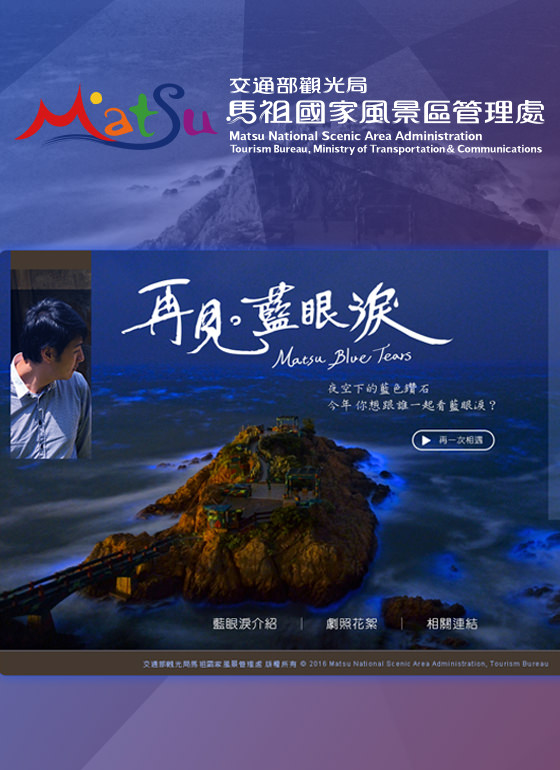 MatSu
交通部觀光局
馬祖國家風景區管理處
Matsu National Scenic Area Administration
Tourism Bureau, Ministry of Transportation & Communications
再見。藍眼淚
Matsu Blue Tears
夜空下的藍色鑽石
今年 你想跟誰一起看藍眼淚？
再一次相遇
藍眼淚介紹 | 劇照花絮 | 相關連結
交通部觀光局馬祖國家風景管理處 版權所有 © 2016 Matsu National Scenic Area Administration, Tourism Bureau